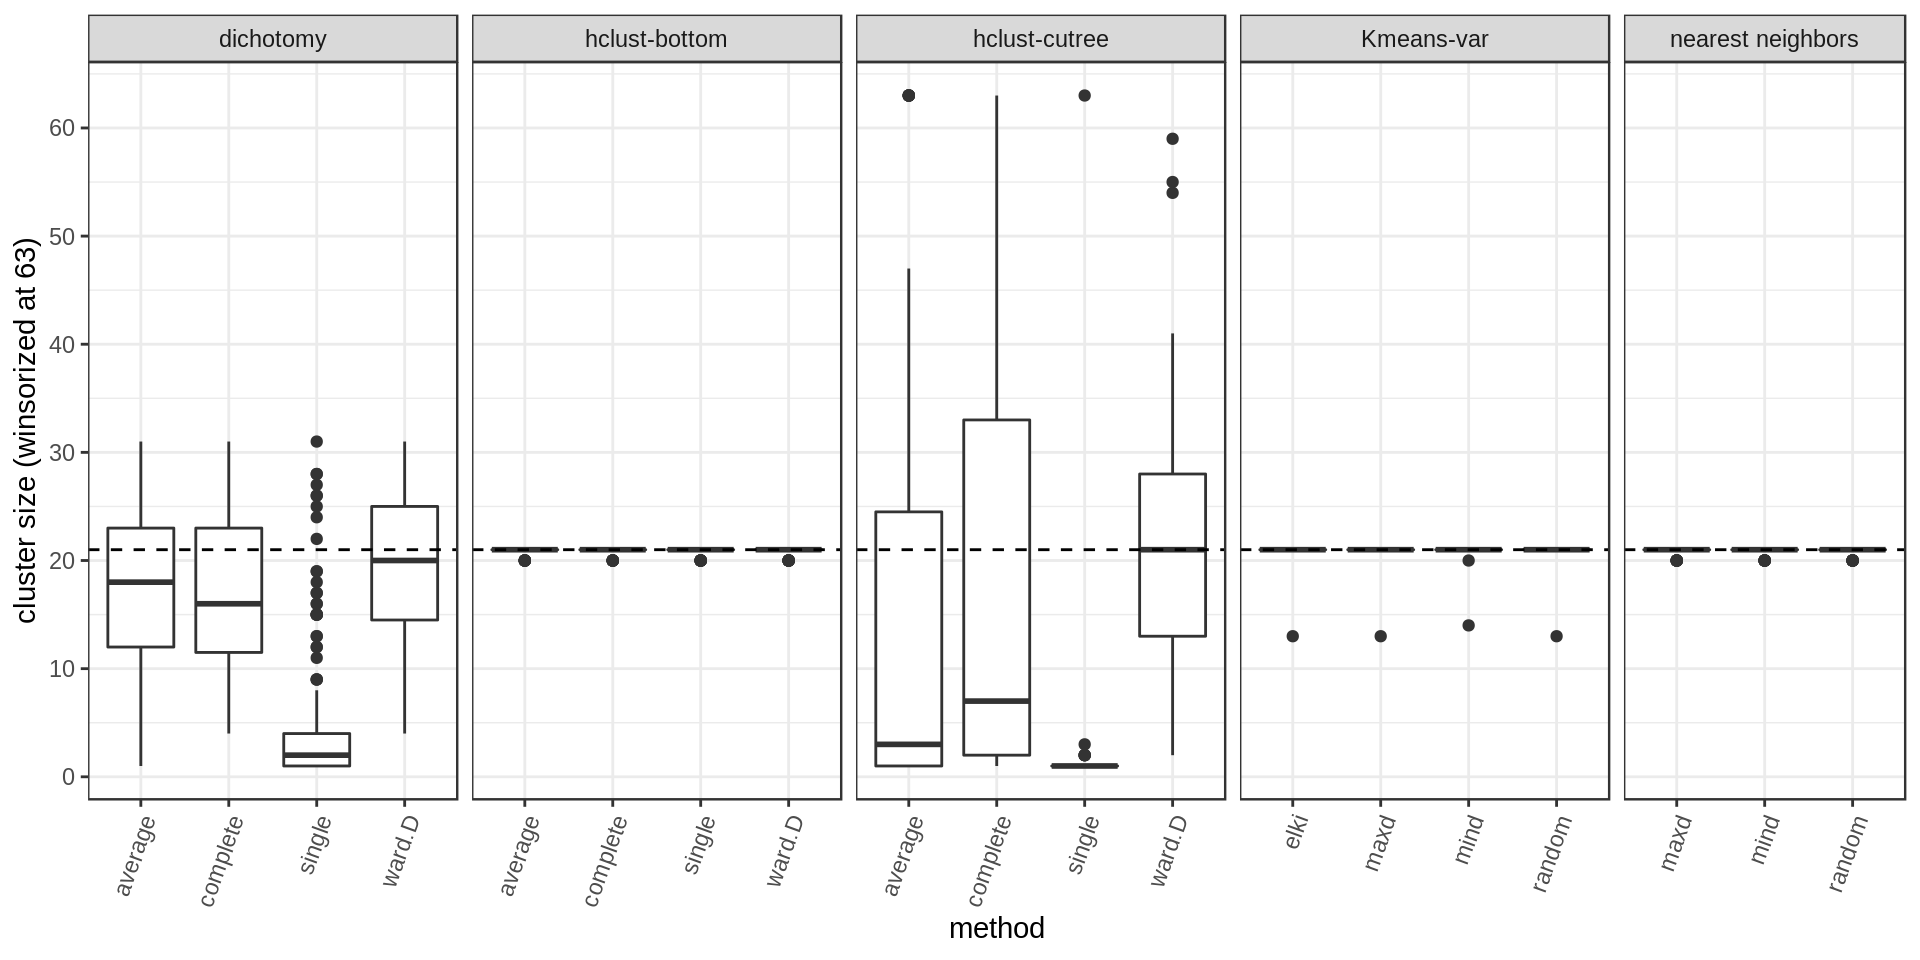 dichotomy
hclust-bottom
hclust-cutree
Kmeans-var
nearest neighbors
cluster size (winsorized at 63)
60
50
40
30
20
10
0
average
complete
single
ward.D
average
complete
single
ward.D
average
complete
single
ward.D
elki
maxd
mind
random
maxd
mind
random
method